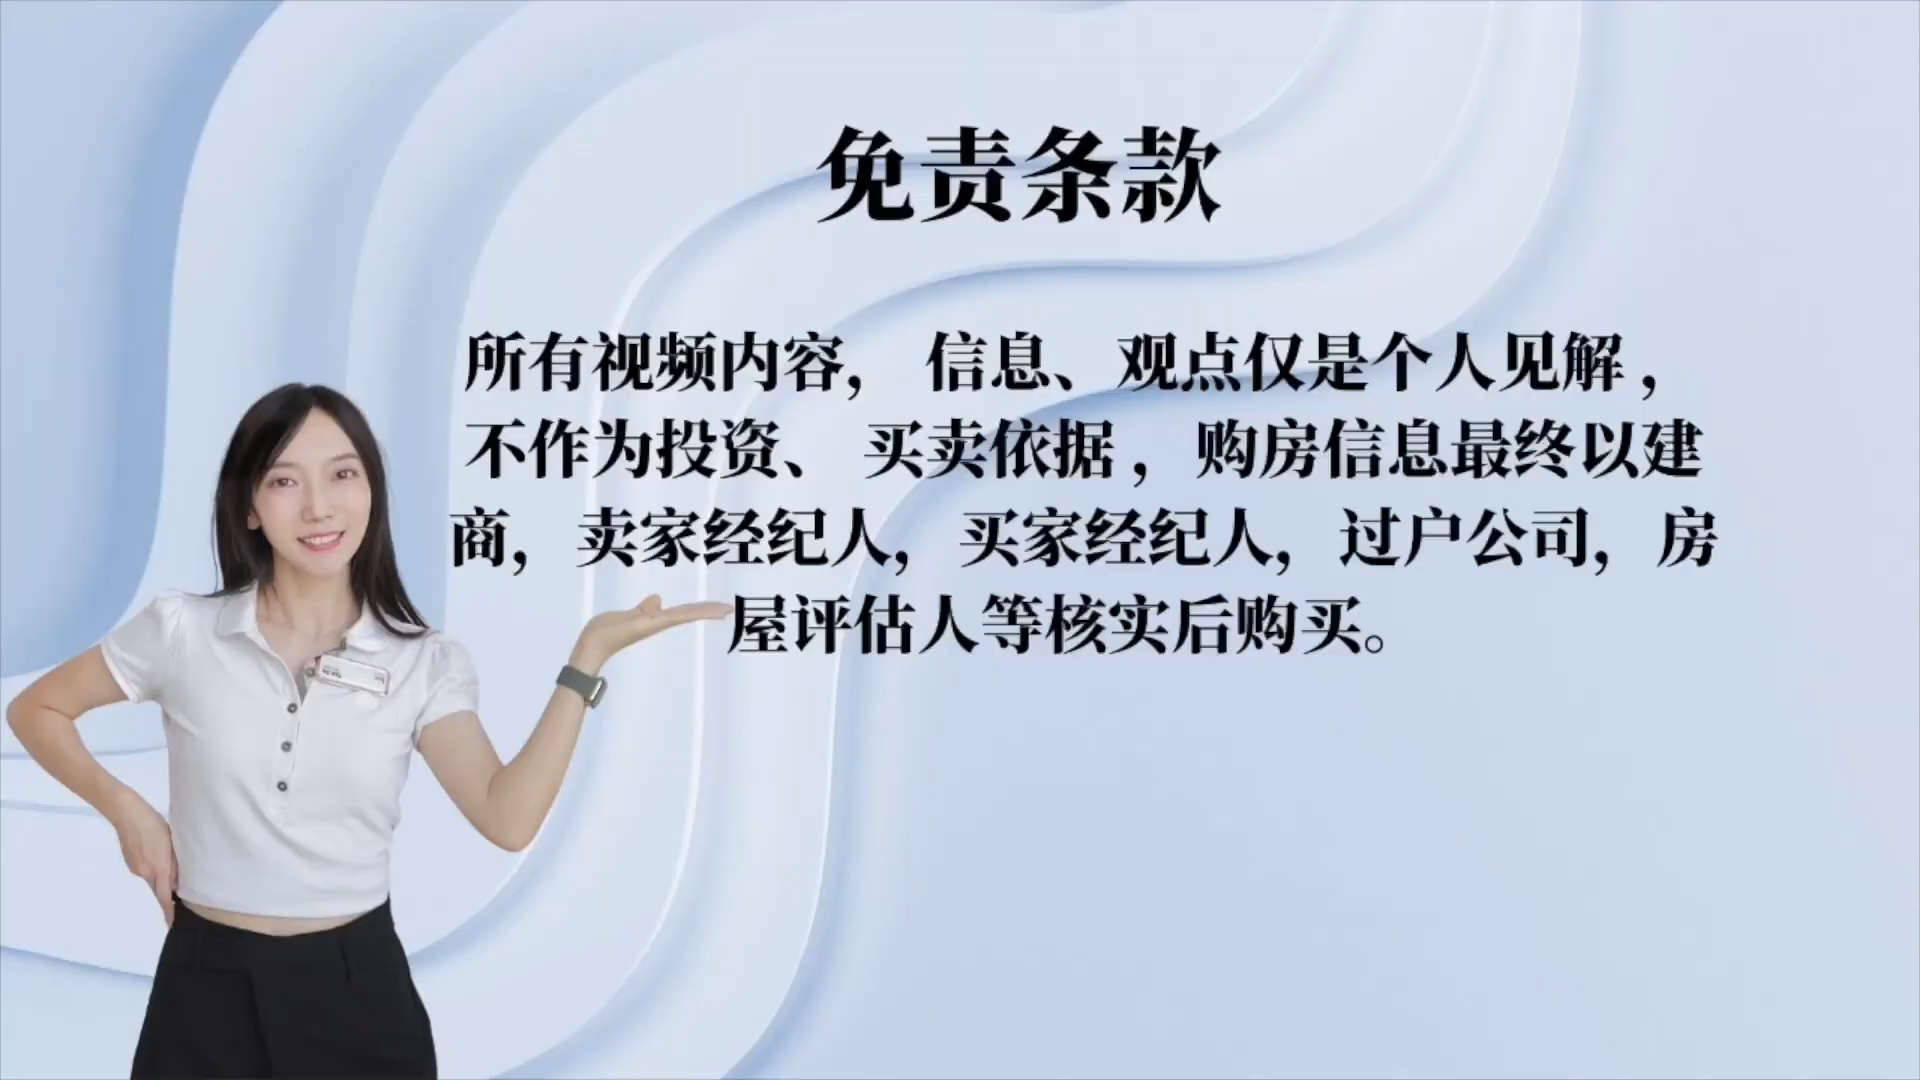 免责条款
所有视频内容， 信息、观点仅是个人见解，
不作为投资、 买卖依据，购房信息最终以建
商，卖家经纪人，买家经纪人，过户公司，房
屋评估人等核实后购买。